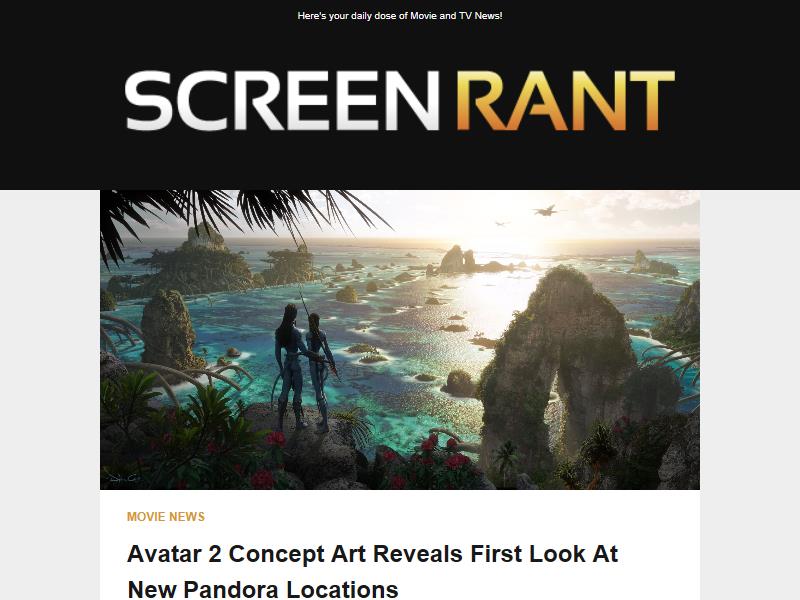 Here's your daily dose of Movie and TV News!
SCREEN RANT
MOVIE NEWS
Avatar 2 Concept Art Reveals First Look At
New Pandora Locations